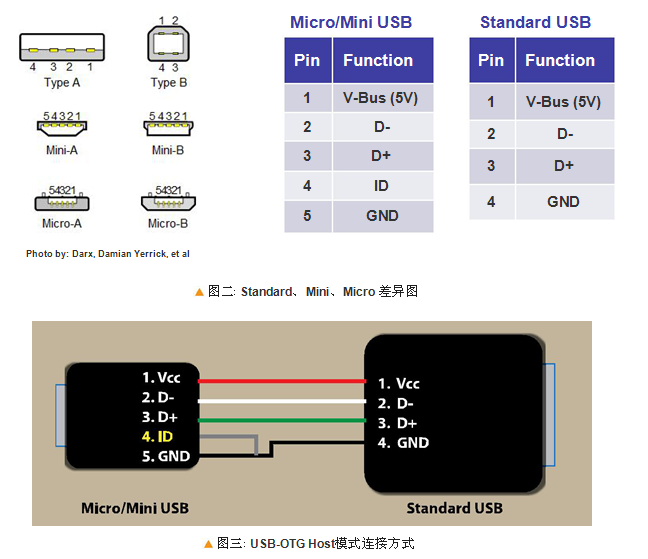 1 2
4 3 2 1
Type A
4 3
Type B
54321
Mini-A
54321
Mini-B
54321
Micro-A
54321
Micro-B
Photo by: Darx, Damian Yerrick, et al
Micro/Mini USB
Pin Function
1 V-Bus (5V)
2 D-
3 D+
4 ID
5 GND
Standard USB
Pin Function
1 V-Bus (5V)
2 D-
3 D+
4 GND
▲ 图二: Standard、Mini、Micro 差异图
1. Vcc
2. D-
3. D+
4. ID
5. GND
Micro/Mini USB
1. Vcc
2. D-
3. D+
4. GND
Standard USB
▲ 图三: USB-OTG Host模式连接方式